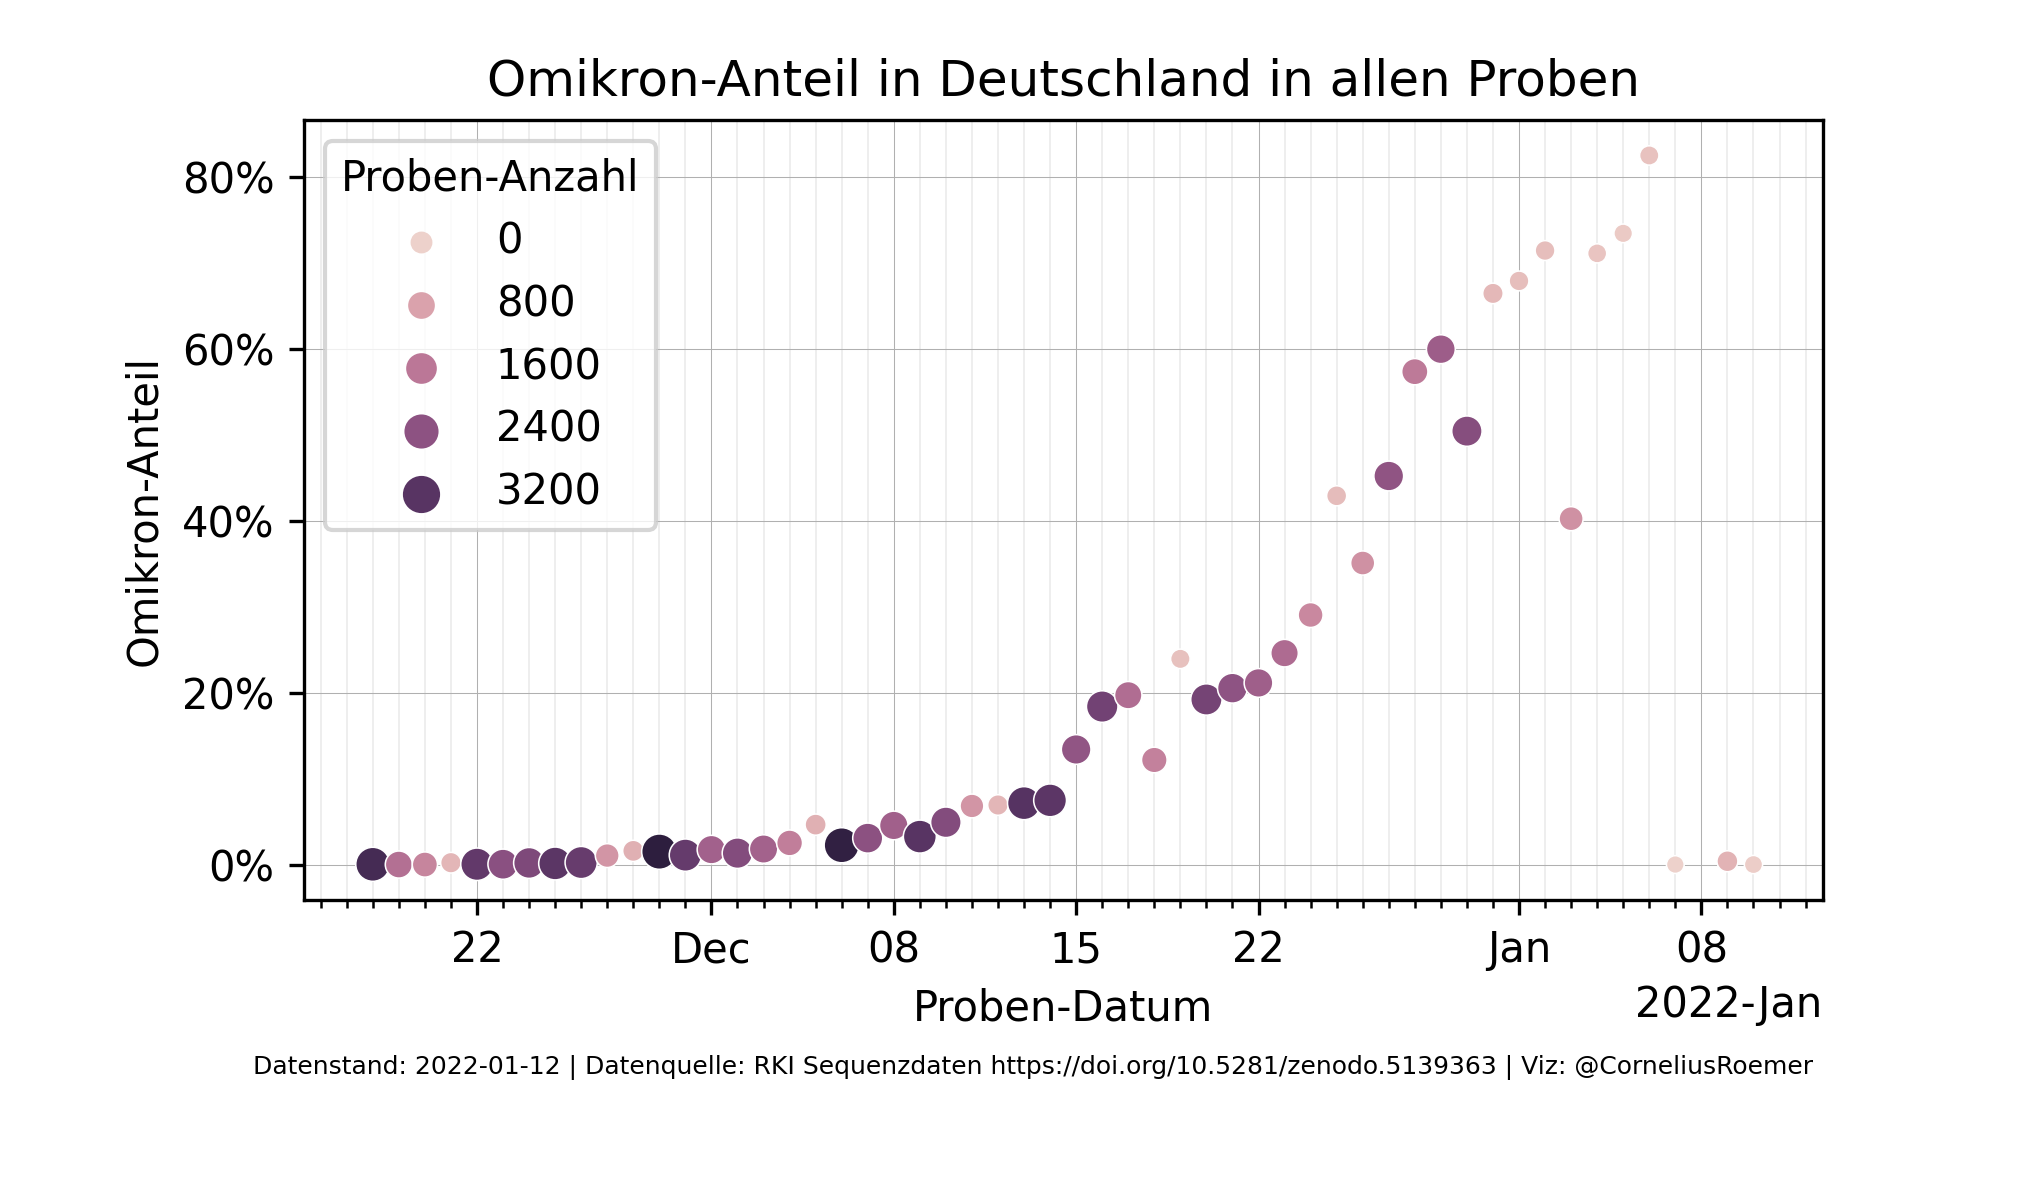 Omikron-Anteil in Deutschland in allen Proben
Proben-Anzahl
0
800
1600
2400
3200
80%
60%
40%
20%
0%
Omikron-Anteil
22
Dec
08
15
22
Jan
08
Proben-Datum
2022-Jan
Datenstand: 2022-01-12 | Datenquelle: RKI Sequenzdaten https://doi.org/10.5281/zenodo.5139363 | Viz: @CorneliusRoemer